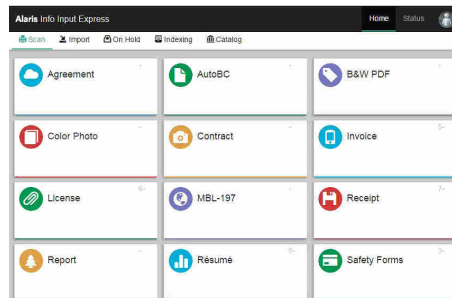 Alaris Info Input Express Home Status
Scan Import On Hold Indexing Catalog
Agreement AutoBC B&W PDF
Color Photo Contract Invoice
License MBL-197 Receipt
Report Résumé Safety Forms